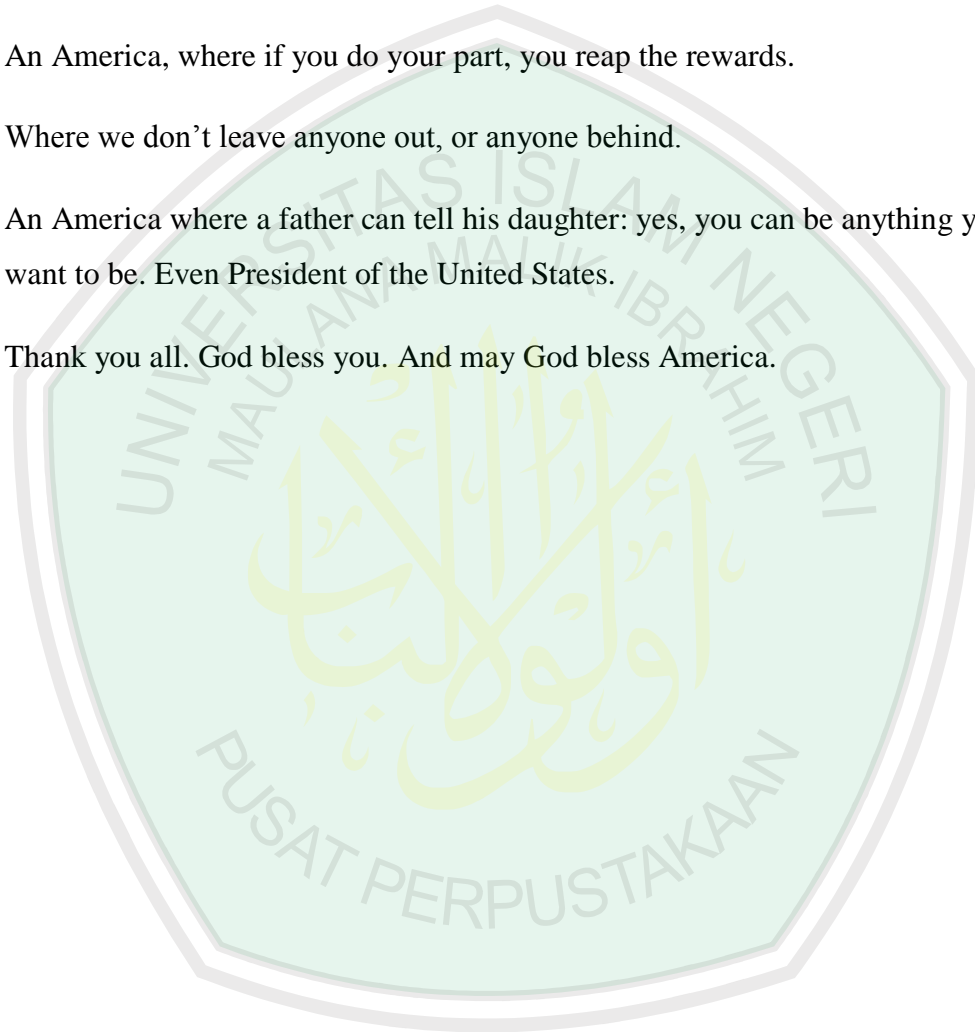 An America, where if you do your part, you reap the rewards.
Where we don’t leave anyone out, or anyone behind.
An America where a father can tell his daughter: yes, you can be anything y
want to be. Even President of the United States.
Thank you all. God bless you. And may God bless America.
UNIVERSITAS ISLAM NEGERI
MAULANA MALIK IBRAHIM
PUSAT PERPUSTAKAAN